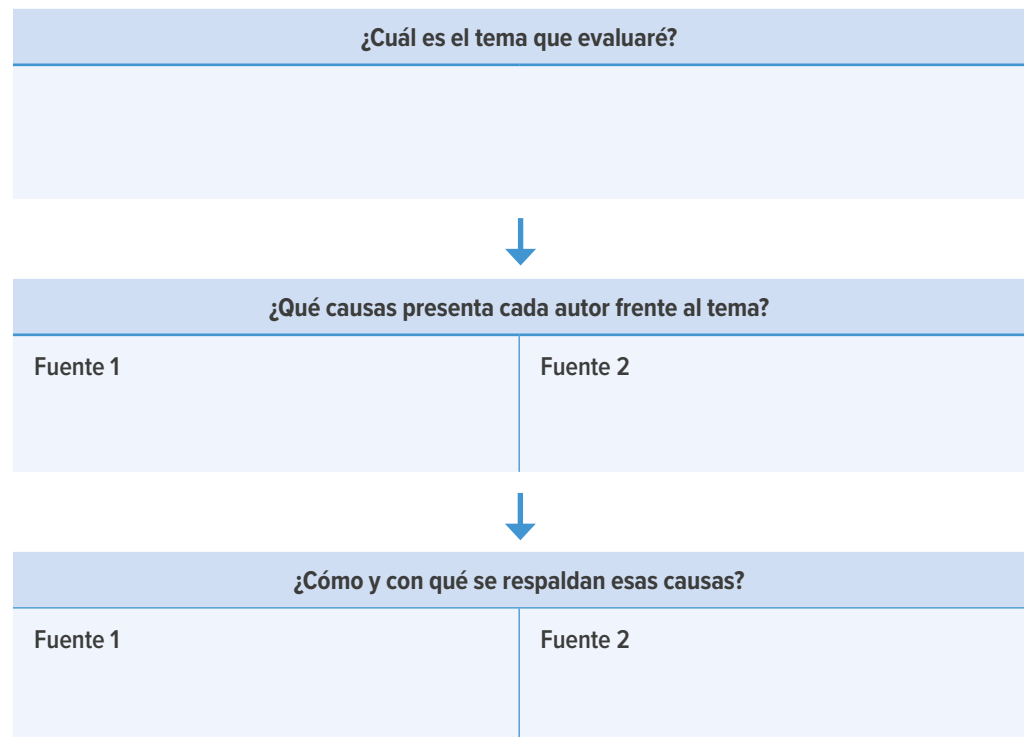 ¿Cuál es el tema que evaluaré?
¿Qué causas presenta cada autor frente al tema?
Fuente 1
Fuente 2
¿Cómo y con qué se respaldan esas causas?
Fuente 1
Fuente 2